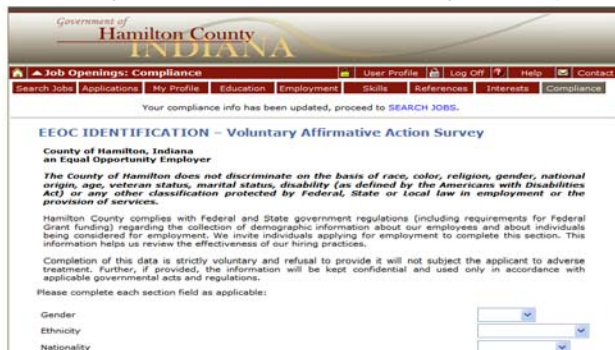 Government of
Hamilton County
INDIANA
Job Openings: Compliance
User Profile Log Off Help Contact
Search Jobs Applications My Profile Education Employment Skills References Interests Compliance
Your compliance info has been updated, proceed to SEARCH JOBS.
EEOC IDENTIFICATION – Voluntary Affirmative Action Survey
County of Hamilton, Indiana
an Equal Opportunity Employer
The County of Hamilton does not discriminate on the basis of race, color, religion, gender, national
origin, age, veteran status, marital status, disability (as defined by the Americans with Disabilities
Act) or any other classification protected by Federal, State or Local law in employment or the
provision of services.
Hamilton County complies with Federal and State government regulations (including requirements for Federal
Grant funding) regarding the collection of demographic information about our employees and about individuals
being considered for employment. We invite individuals applying for employment to complete this section. This
information helps us review the effectiveness of our hiring practices.
Completion of this data is strictly voluntary and refusal to provide it will not subject the applicant to adverse
treatment. Further, if provided, the information will be kept confidential and used only in accordance with
applicable governmental acts and regulations.
Please complete each section field as applicable:
Gender
Ethnicity
Nationality